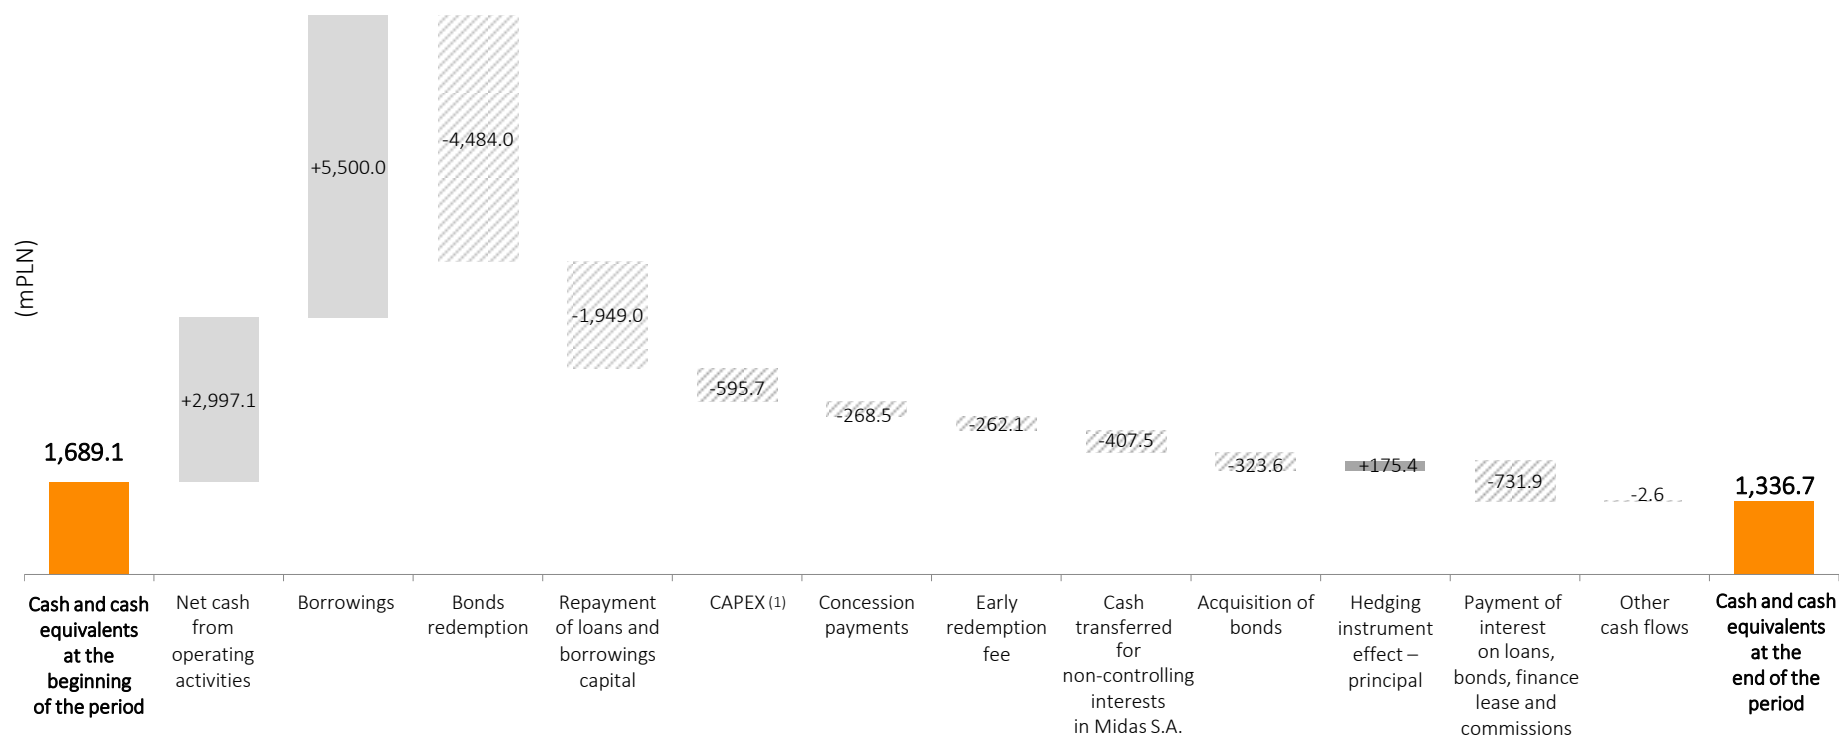 (mPLN)
1,689.1
+2,997.1
+5,500.0
-4,484.0
-1,949.0
-595.7
-268.5
-262.1
-407.5
-323.6
+175.4
-731.9
-2.6
1,336.7
Cash and cash
equivalents
at the
beginning
of the period
Net cash
from
operating
activities
Borrowings
Bonds
redemption
Repayment
of loans and
borrowings
capital
CAPEX (1)
Concession
payments
Early
redemption
fee
Cash
transferred
for
non-controlling
interests
in Midas S.A.
Acquisition of
bonds
Hedging
instrument
effect –
principal
Payment of
interest
on loans,
bonds, finance
lease and
commissions
Other
cash flows
Cash and cash
equivalents
at the
end of the
period